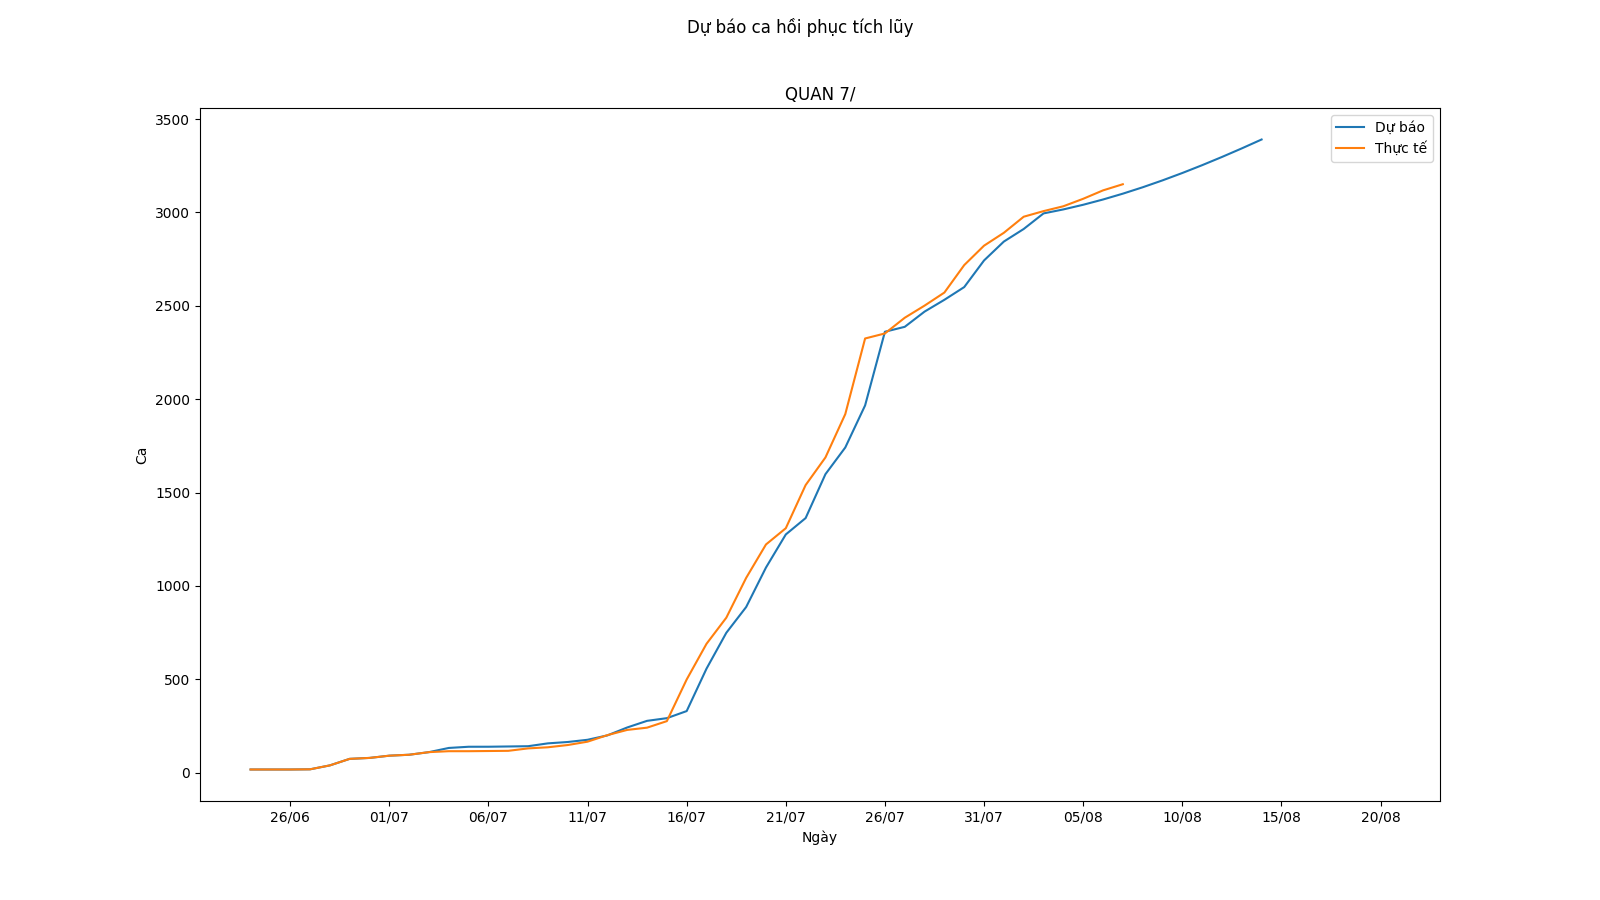 Dự báo ca hồi phục tích lũy
QUAN 7/
Dự báo
Thực tế
3500
3000
2500
2000
1500
1000
500
0
Ca
26/06 01/07 06/07 11/07 16/07 21/07 26/07 31/07 05/08 10/08 15/08 20/08
Ngày